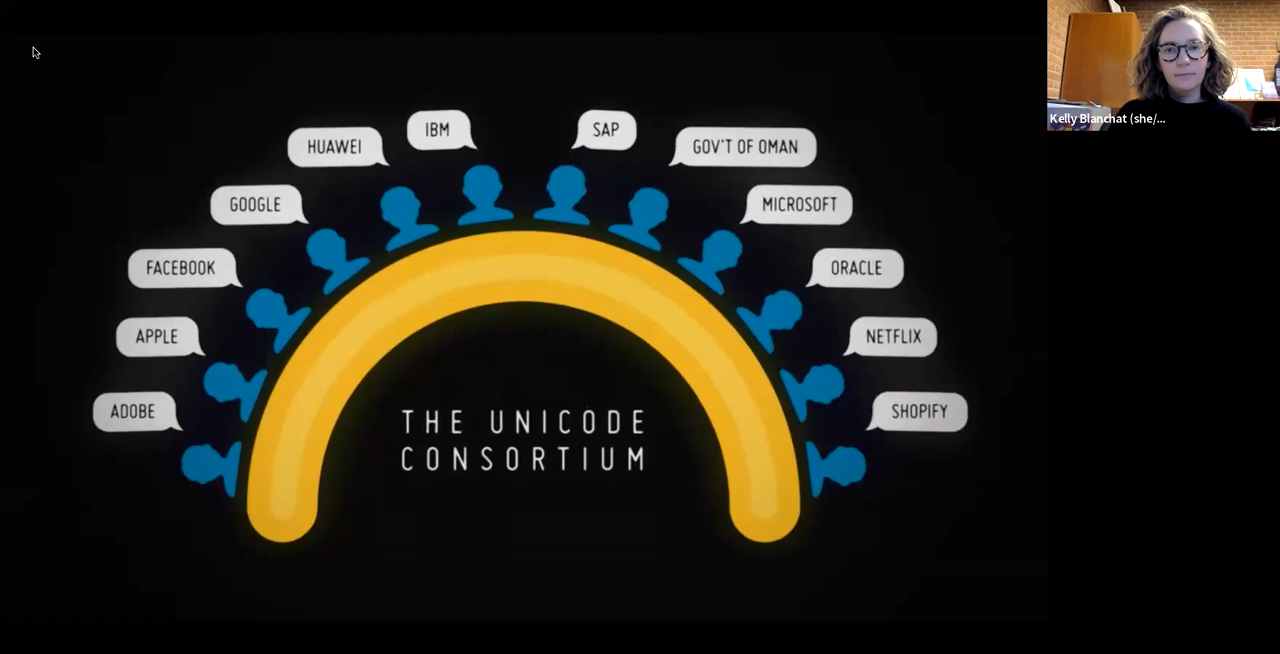 IBM
SAP
HUAWEI
GOV'T OF OMAN
GOOGLE
MICROSOFT
FACEBOOK
ORACLE
APPLE
NETFLIX
ADOBE
SHOPIFY
THE UNICODE
CONSORTIUM
Kelly Blanchat (she/...